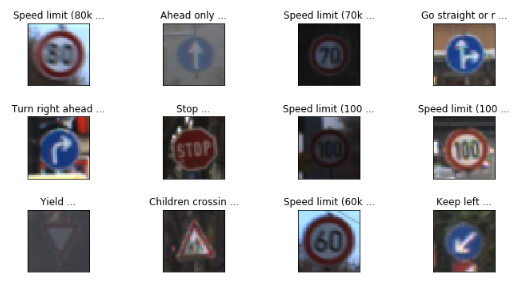 Speed limit (80k ...
Ahead only ...
Speed limit (70k ...
Go straight or r ...
80
70
Turn right ahead ...
Stop ...
Speed limit (100 ...
Speed limit (100 ...
STOP
100
100
Yield ...
Children crossin ...
Speed limit (60k ...
Keep left ...
60